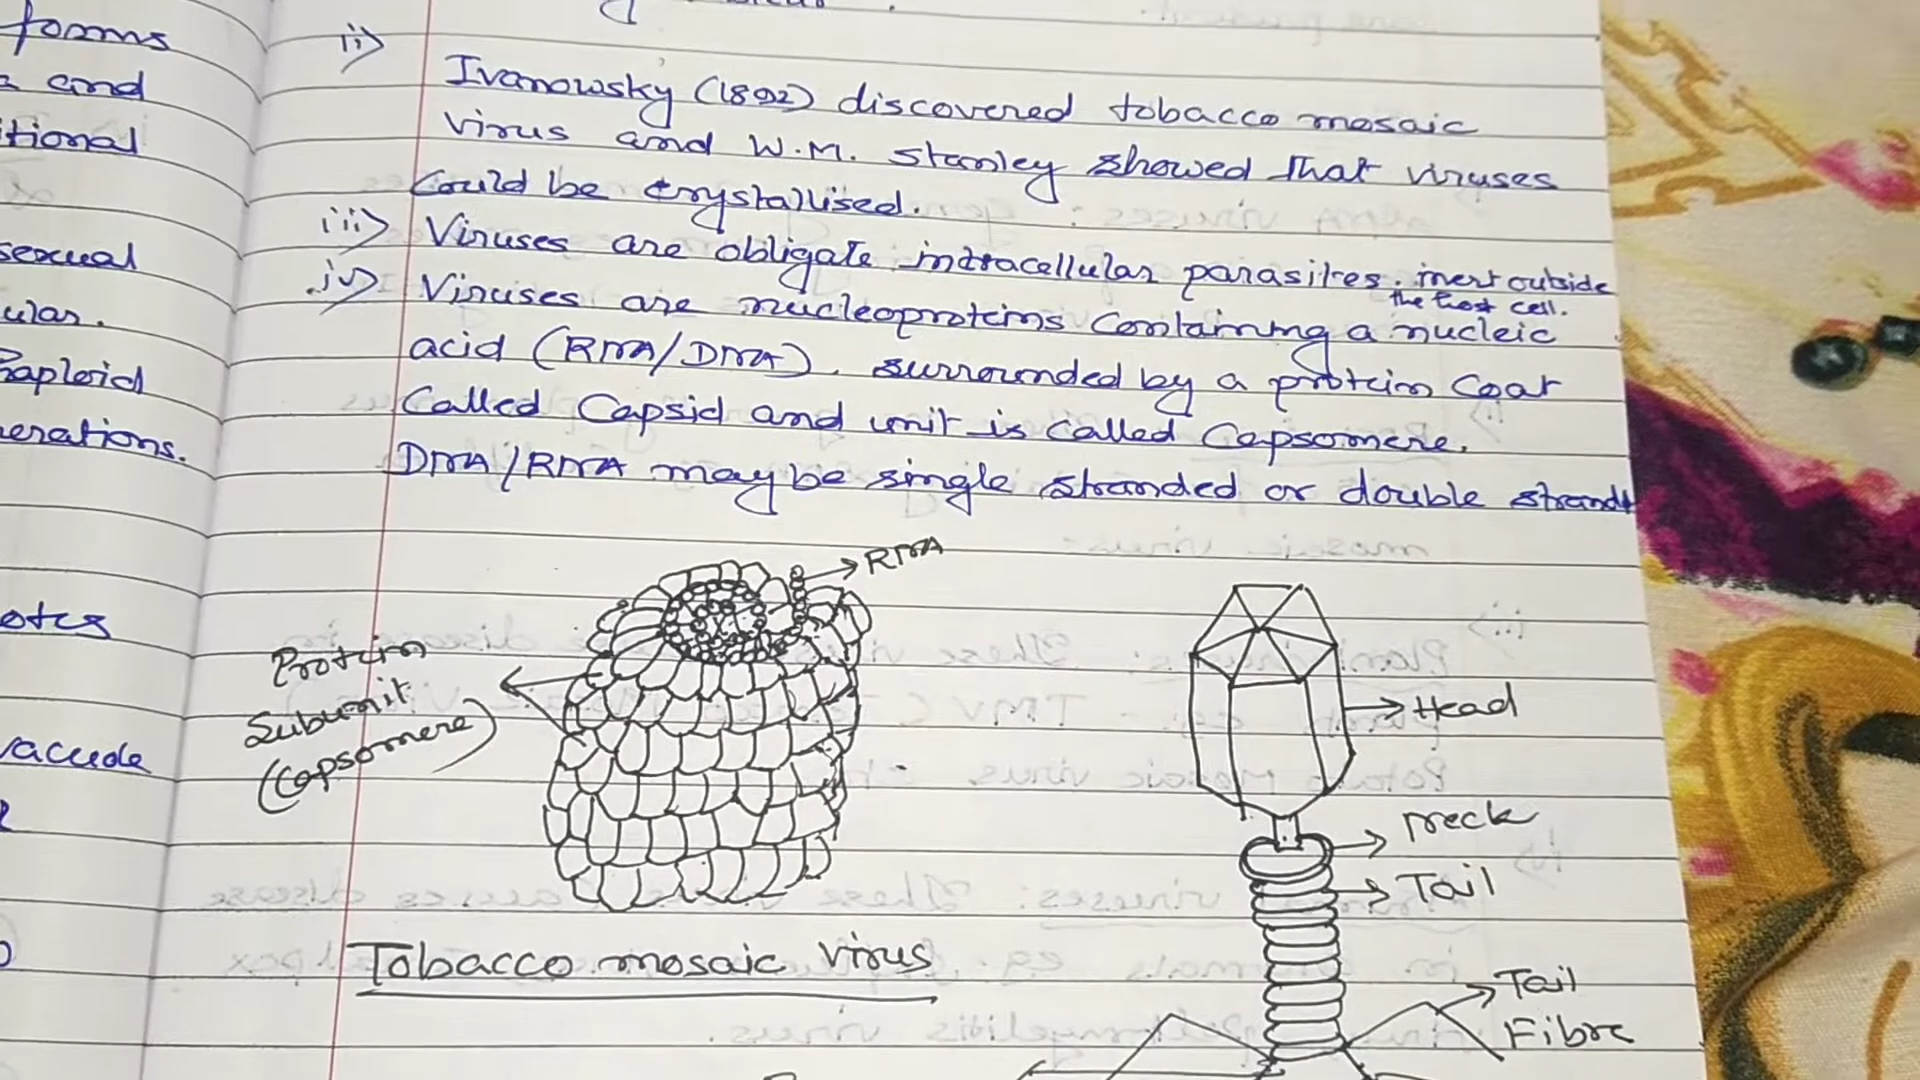 forms
and
itional
sexual
ular.
Haploid
nerations.
otes
vacuole
ii)
Ivanowsky (1892) discovered tobacco mosaic
virus and W.M. Stanley showed that viruses
could be crystallised.
iii) Viruses are obligate intracellular parasites. inert outside
the host cell.
iv) Viruses are nucleoproteins containing a nucleic
acid (RNA/DNA), surrounded by a protein coat
called Capsid and unit is called Capsomere.
DNA/RNA may be single stranded or double strand
RNA
Protein
Subunit
(capsomere)
Tobacco mosaic virus
Head
Neck
Tail
Tail
Fibre